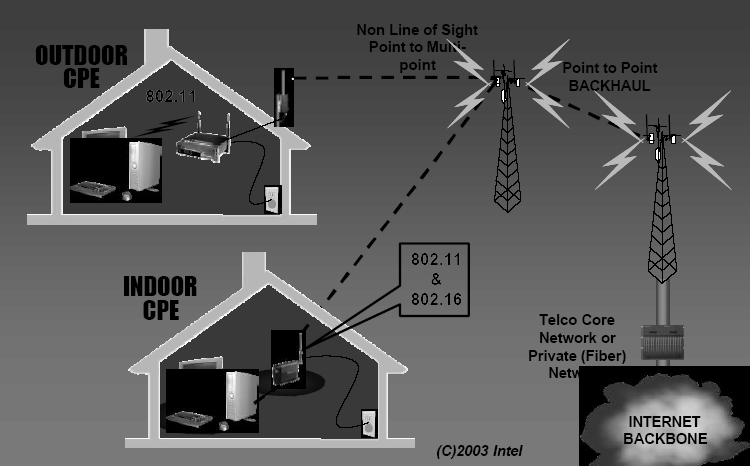 OUTDOOR
CPE
802.11
Non Line of Sight
Point to Multi-
point
Point to Point
BACKHAUL
INDOOR
CPE
802.11
&
802.16
Telco Core
Network or
Private (Fiber)
INTERNET
BACKBONE
(C)2003 Intel